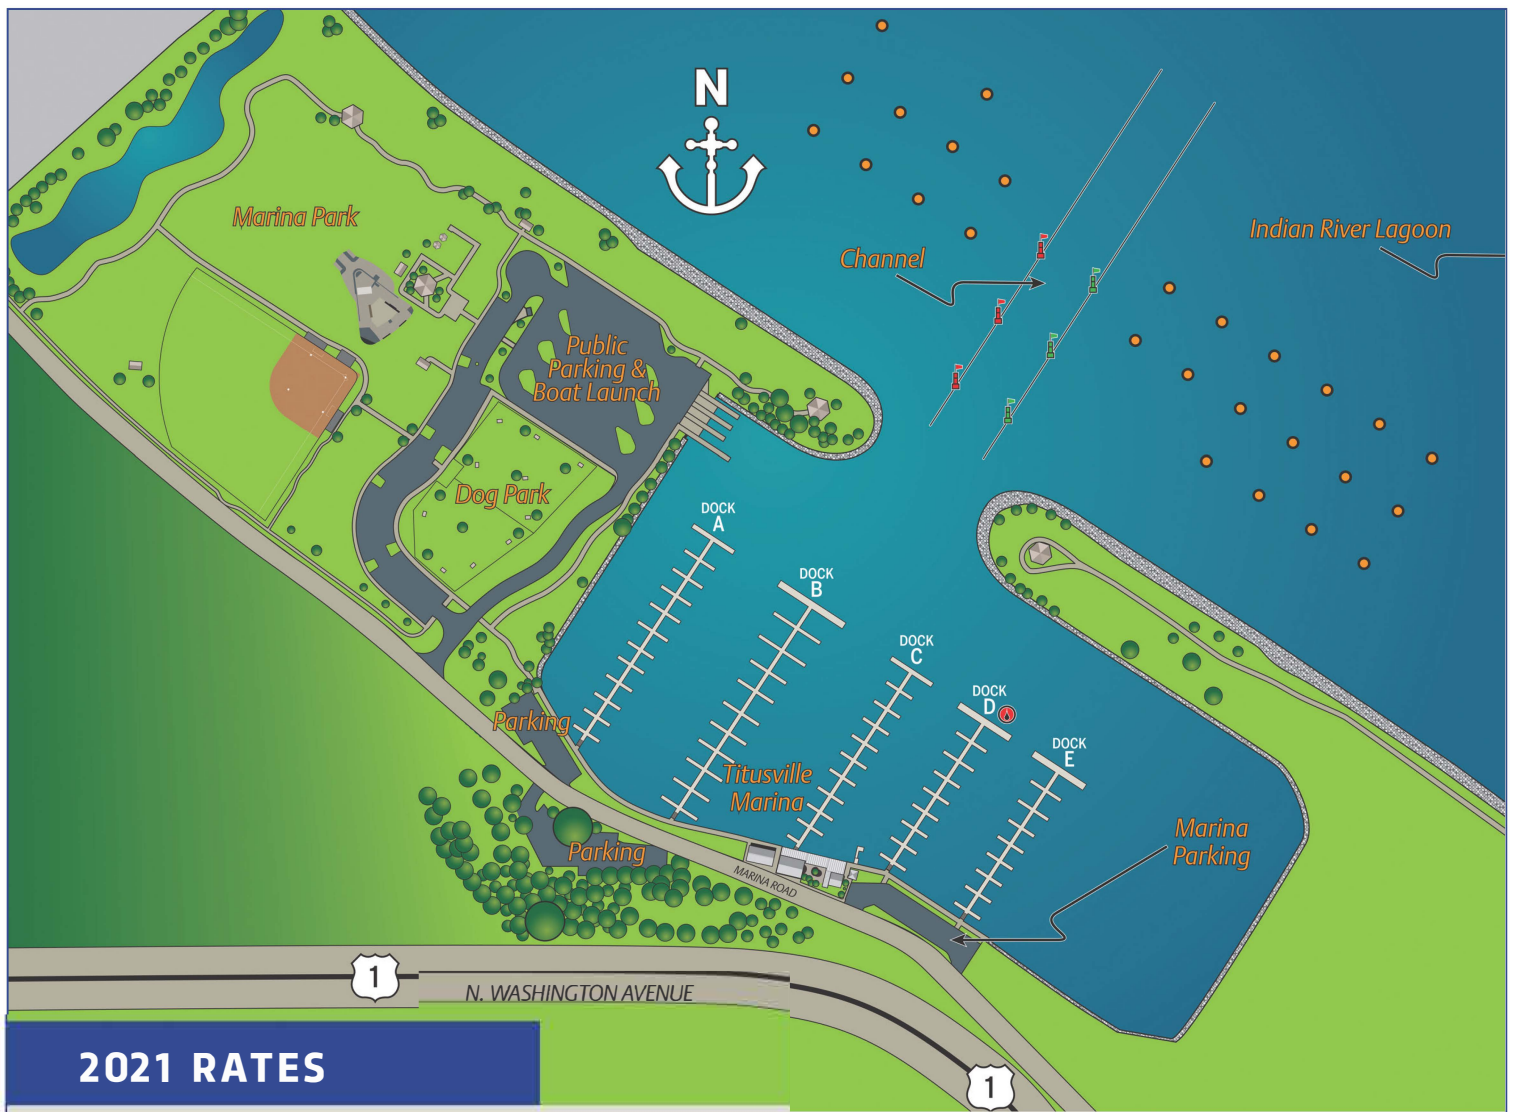 N
Marina Park
Channel
Indian River Lagoon
Public
Parking &
Boat Launch
Dog Park
DOCK
A
DOCK
B
DOCK
C
DOCK
D
DOCK
E
Parking
Titusville
Marina
Parking
Marina
Parking
MARINA ROAD
1
N. WASHINGTON AVENUE
2021 RATES
1